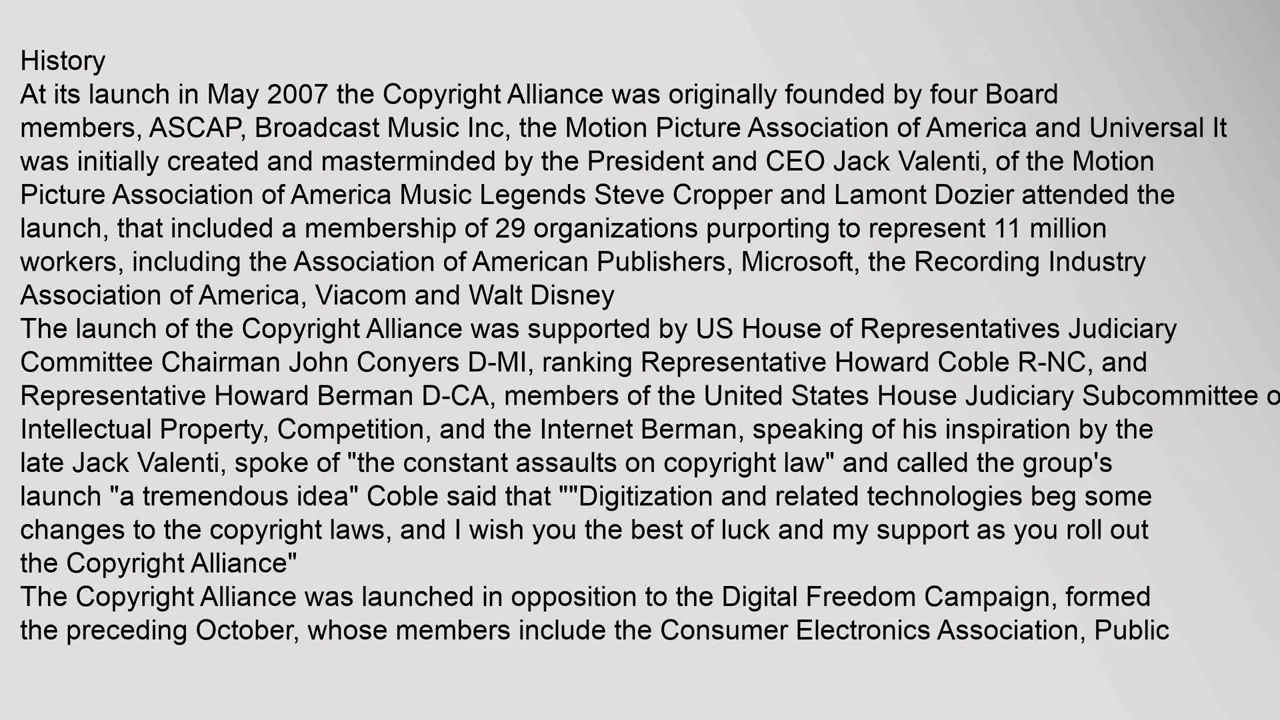 History
At its launch in May 2007 the Copyright Alliance was originally founded by four Board
members, ASCAP, Broadcast Music Inc, the Motion Picture Association of America and Universal It
was initially created and masterminded by the President and CEO Jack Valenti, of the Motion
Picture Association of America Music Legends Steve Cropper and Lamont Dozier attended the
launch, that included a membership of 29 organizations purporting to represent 11 million
workers, including the Association of American Publishers, Microsoft, the Recording Industry
Association of America, Viacom and Walt Disney
The launch of the Copyright Alliance was supported by US House of Representatives Judiciary
Committee Chairman John Conyers D-MI, ranking Representative Howard Coble R-NC, and
Representative Howard Berman D-CA, members of the United States House Judiciary Subcommittee
Intellectual Property, Competition, and the Internet Berman, speaking of his inspiration by the
late Jack Valenti, spoke of "the constant assaults on copyright law" and called the group's
launch "a tremendous idea" Coble said that ""Digitization and related technologies beg some
changes to the copyright laws, and I wish you the best of luck and my support as you roll out
the Copyright Alliance"
The Copyright Alliance was launched in opposition to the Digital Freedom Campaign, formed
the preceding October, whose members include the Consumer Electronics Association, Public